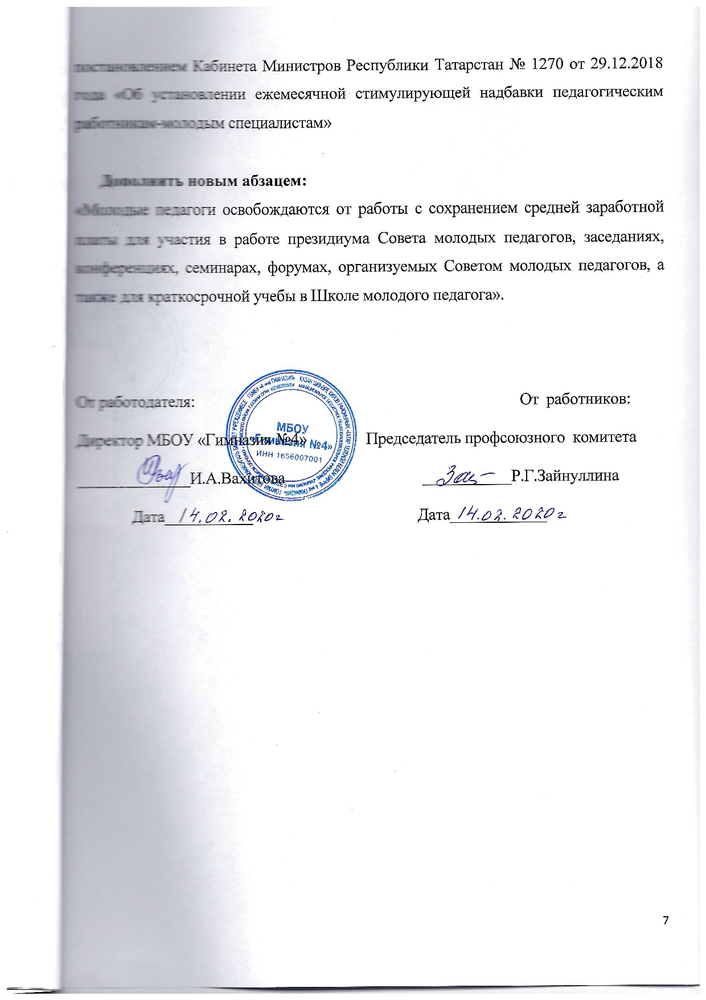 постановлением Кабинета Министров Республики Татарстан № 1270 от 29.12.2018
года «Об установлении ежемесячной стимулирующей надбавки педагогическим
работникам-молодым специалистам»
Дополнить новым абзацем:
«Молодые педагоги освобождаются от работы с сохранением средней заработной
платы для участия в работе президиума Совета молодых педагогов, заседаниях,
конференциях, семинарах, форумах, организуемых Советом молодых педагогов, а
также для краткосрочной учебы в Школе молодого педагога».
От работодателя: От работников:
Директор МБОУ «Гимназия №4» Председатель профсоюзного комитета
И.А.Вахитова Р.Г.Зайнуллина
Дата 14.02.2020г Дата 14.02.2020г
МБОУ
«Гимназия №4»
ИНН 1656007001
7